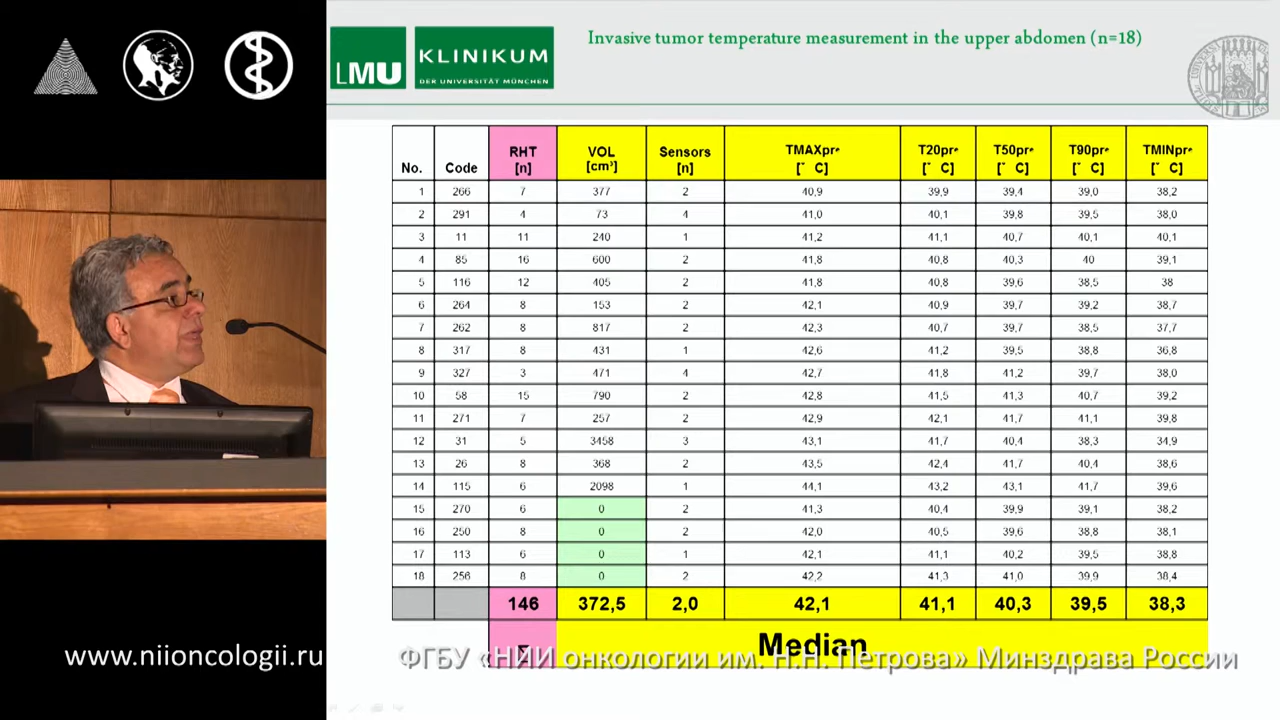 LMU
KLINIKUM
DER UNIVERSITÄT MÜNCHEN
Invasive tumor temperature measurement in the upper abdomen (n=18)
No. Code RHT [n] VOL [cm³] Sensors [n] TMAXpr* [˚ C] T20pr* [˚ C] T50pr* [˚ C] T90pr* [˚ C] TMINpr* [˚ C]
1 266 7 377 2 40,9 39,9 39,4 39,0 38,2
2 291 4 73 4 41,0 40,1 39,8 39,5 38,0
3 11 11 240 1 41,2 41,1 40,7 40,1 40,1
4 85 16 600 2 41,8 40,8 40,3 40 39,1
5 116 12 405 2 41,8 40,8 39,6 38,5 38
6 264 8 153 2 42,1 40,9 39,7 39,2 38,7
7 262 8 817 2 42,3 40,7 39,7 38,5 37,7
8 317 8 431 1 42,6 41,2 39,5 38,8 36,8
9 327 3 471 4 42,7 41,8 41,2 39,7 38,0
10 58 15 790 2 42,8 41,5 41,3 40,7 39,2
11 271 7 257 2 42,9 42,1 41,7 41,1 39,8
12 31 5 3458 3 43,1 41,7 40,4 38,3 34,9
13 26 8 368 2 43,5 42,4 41,7 40,4 38,6
14 115 6 2098 1 44,1 43,2 43,1 41,7 39,6
15 270 6 0 2 41,3 40,4 39,9 39,1 38,2
16 250 8 0 2 42,0 40,5 39,6 38,8 38,1
17 113 6 0 1 42,1 41,1 40,2 39,5 38,8
18 256 8 0 2 42,2 41,3 41,0 39,9 38,4
146 372,5 2,0 42,1 41,1 40,3 39,5 38,3
Σ Median
www.niioncologii.ru ФГБУ «НИИ онкологии им. Н.Н. Петрова» Минздрава России